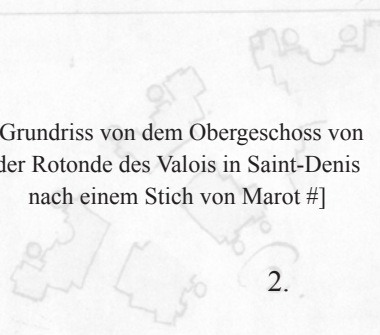 Grundriss von dem Obergeschoss von
der Rotonde des Valois in Saint-Denis
nach einem Stich von Marot #]
2.